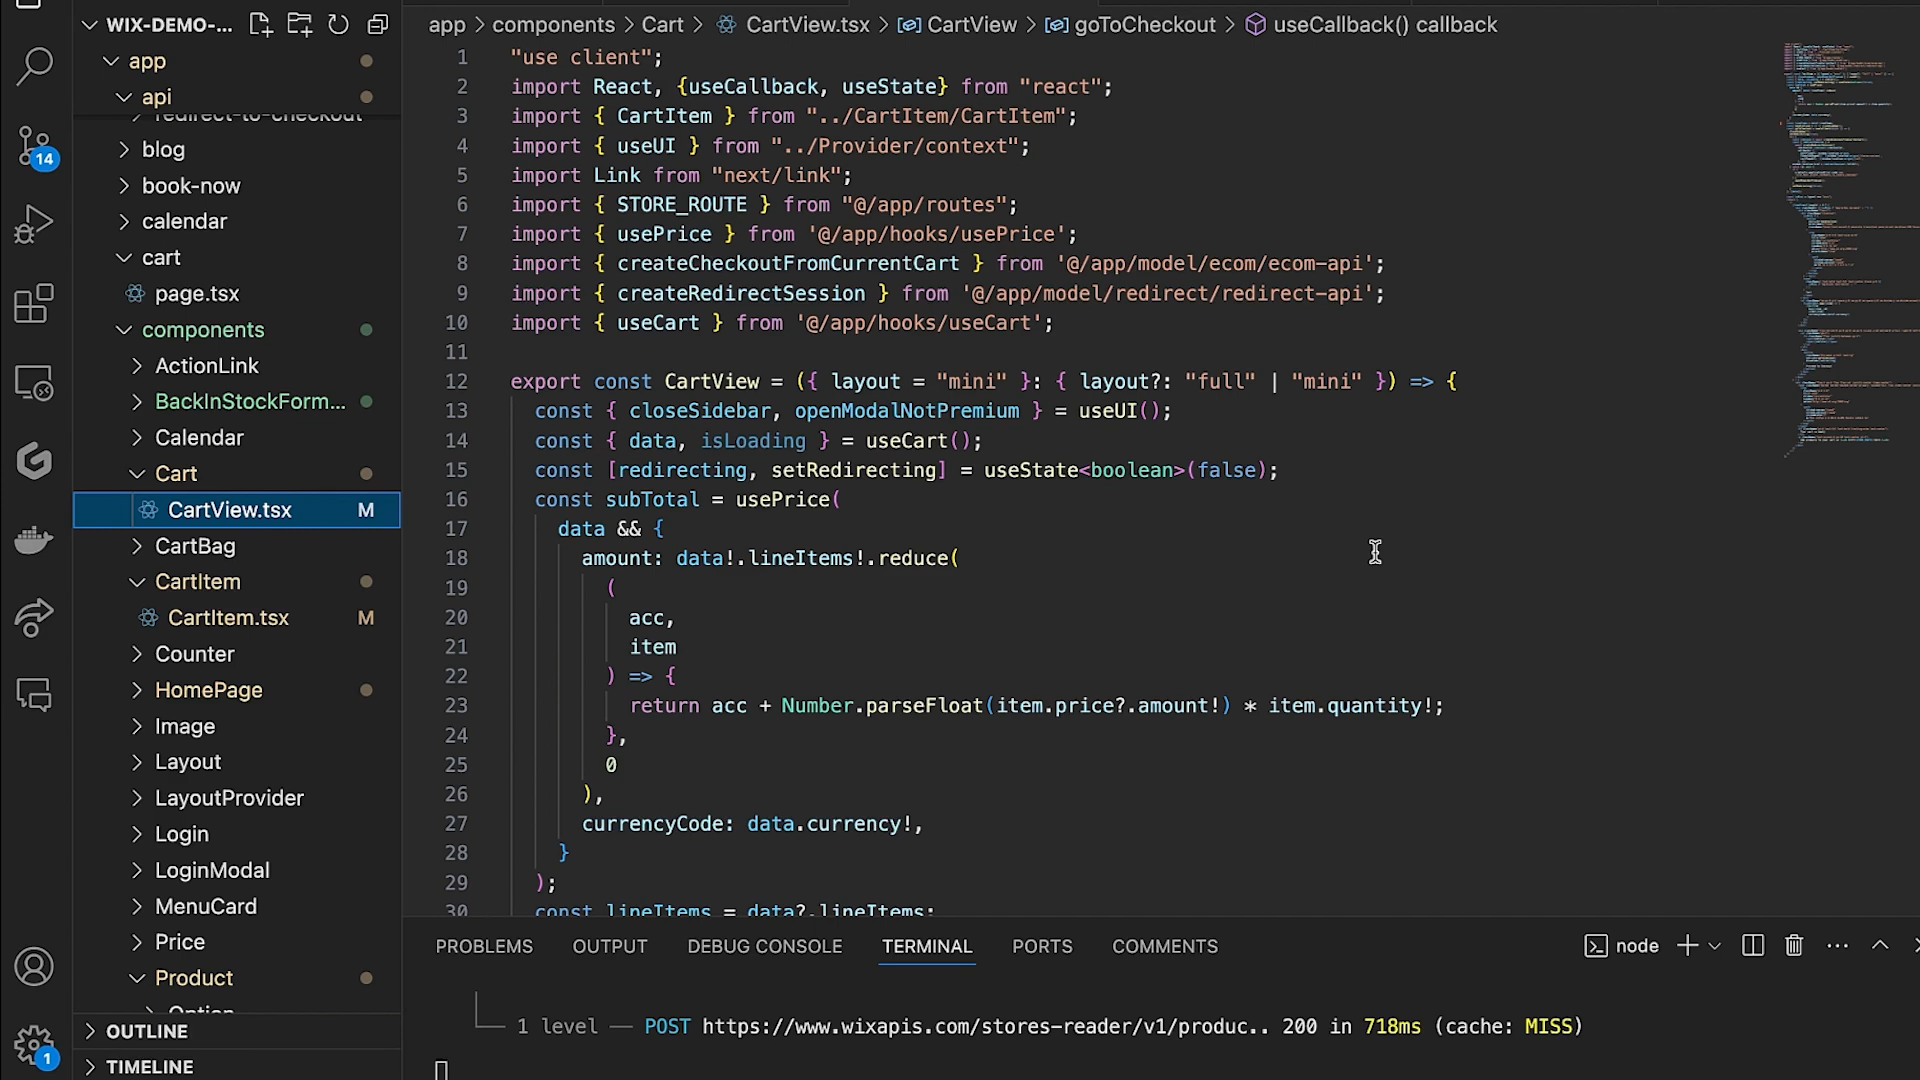 WIX-DEMO-...
app
api
redirect-to-checkout
blog
book-now
calendar
cart
page.tsx
components
ActionLink
BackInStockForm...
Calendar
Cart
CartView.tsx M
CartBag
CartItem
CartItem.tsx M
Counter
HomePage
Image
Layout
LayoutProvider
Login
LoginModal
MenuCard
Price
Product
Option
OUTLINE
TIMELINE
14
1
app > components > Cart > CartView.tsx > CartView > goToCheckout > useCallback() callback
1 "use client";
2 import React, {useCallback, useState} from "react";
3 import { CartItem } from "../CartItem/CartItem";
4 import { useUI } from "../Provider/context";
5 import Link from "next/link";
6 import { STORE_ROUTE } from "@/app/routes";
7 import { usePrice } from '@/app/hooks/usePrice';
8 import { createCheckoutFromCurrentCart } from '@/app/model/ecom/ecom-api';
9 import { createRedirectSession } from '@/app/model/redirect/redirect-api';
10 import { useCart } from '@/app/hooks/useCart';
11
12 export const CartView = ({ layout = "mini" }: { layout?: "full" | "mini" }) => {
13 const { closeSidebar, openModalNotPremium } = useUI();
14 const { data, isLoading } = useCart();
15 const [redirecting, setRedirecting] = useState<boolean>(false);
16 const subTotal = usePrice(
17 data && {
18 amount: data!.lineItems!.reduce(
19 (
20 acc,
21 item
22 ) => {
23 return acc + Number.parseFloat(item.price?.amount!) * item.quantity!;
24 },
25 0
26 ),
27 currencyCode: data.currency!,
28 }
29 );
30 const lineItems = data?.lineItems;
PROBLEMS OUTPUT DEBUG CONSOLE TERMINAL PORTS COMMENTS node
1 level — POST https://www.wixapis.com/stores-reader/v1/produc.. 200 in 718ms (cache: MISS)